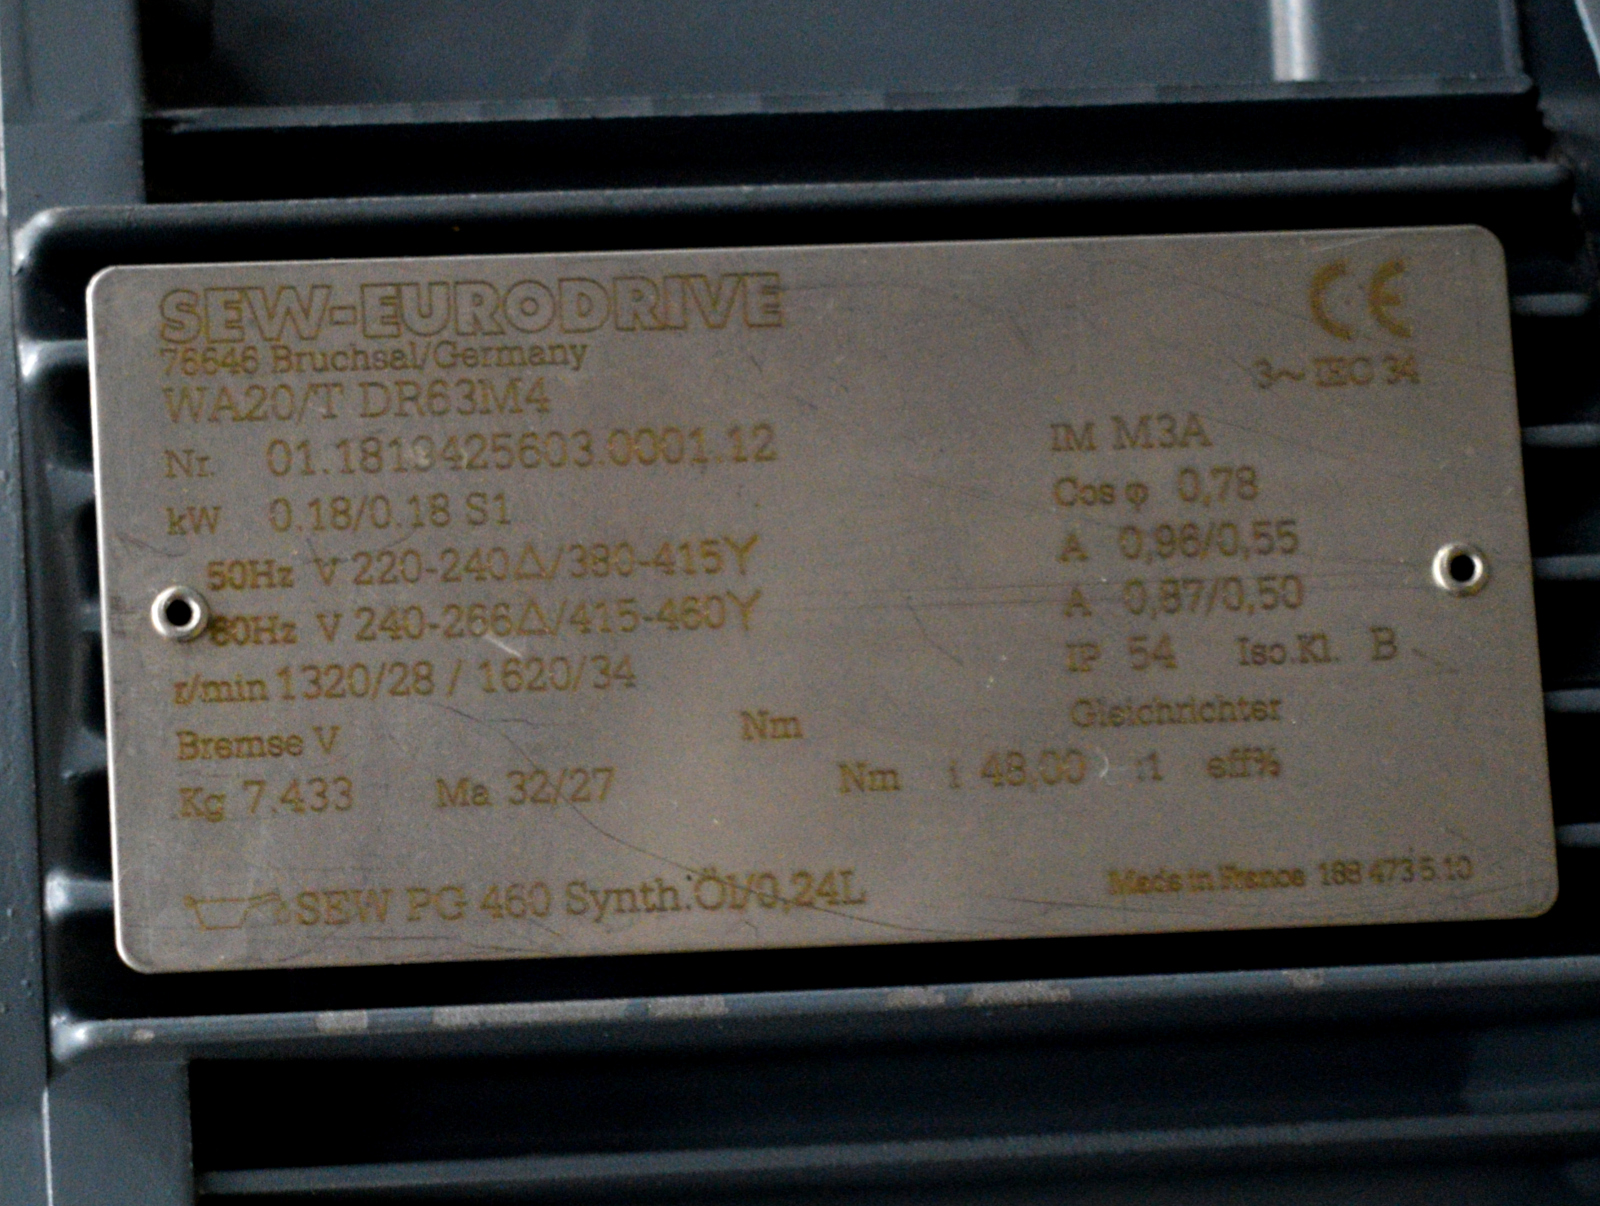 SEW-EURODRIVE
CE
76646 Bruchsal/Germany
3~ IEC 34
WA20/T DR63M4
Nr. 01.1819425603.0001.12
IM M3A
kW 0.18/0.18 S1
Cos φ 0,78
50Hz V 220-240Δ/380-415Y
A 0,96/0,55
60Hz V 240-266Δ/415-460Y
A 0,87/0,50
r/min 1320/28 / 1620/34
IP 54 Iso.Kl. B
Bremse V Nm Gleichrichter
Kg 7.433 Ma 32/27 Nm i 48,00 :1 eff%
SEW PG 460 Synth.Öl/0,24L
Made in France 188 473 5.10